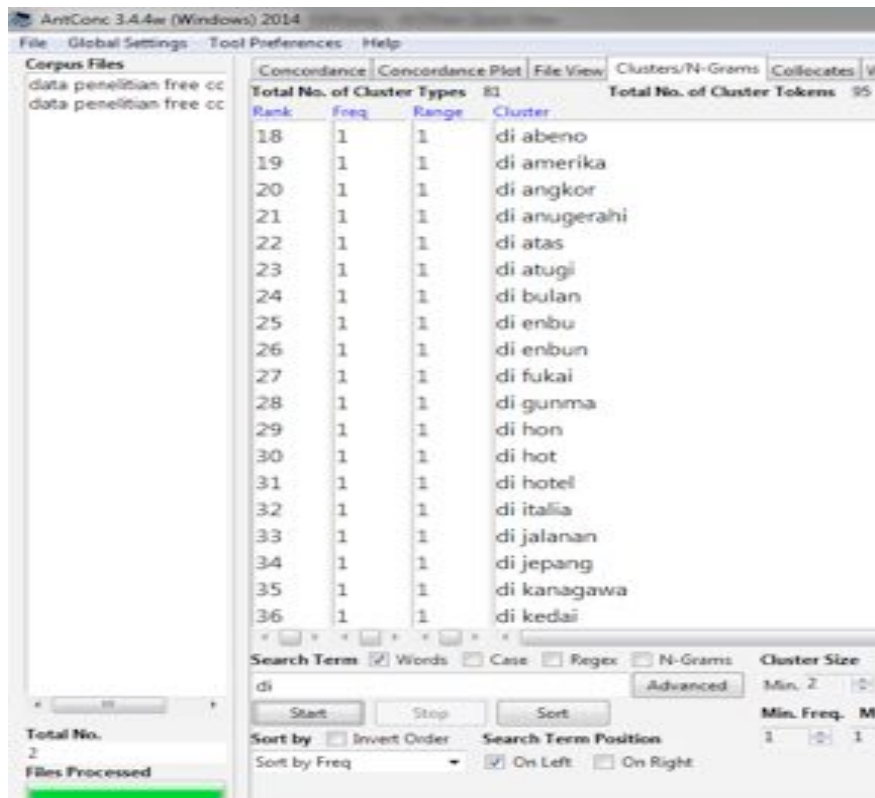 AntConc 3.4.4w (Windows) 2014
File Global Settings Tool Preferences Help
Corpus Files
data penelitian free cc
data penelitian free cc
Concordance Concordance Plot File View Clusters/N-Grams Collocates
Total No. of Cluster Types 81 Total No. of Cluster Tokens 95
Rank Freq Range Cluster
18 1 1 di abeno
19 1 1 di amerika
20 1 1 di angkor
21 1 1 di anugerahi
22 1 1 di atas
23 1 1 di atugi
24 1 1 di bulan
25 1 1 di enbu
26 1 1 di enbun
27 1 1 di fukai
28 1 1 di gunma
29 1 1 di hon
30 1 1 di hot
31 1 1 di hotel
32 1 1 di italia
33 1 1 di jalanan
34 1 1 di jepang
35 1 1 di kanagawa
36 1 1 di kedai
Search Term Words Case Regex N-Grams Cluster Size
di Advanced Min. 2
Start Stop Sort Min. Freq. M
Total No.
2
Files Processed
Sort by Invert Order Search Term Position 1 1
Sort by Freq On Left On Right